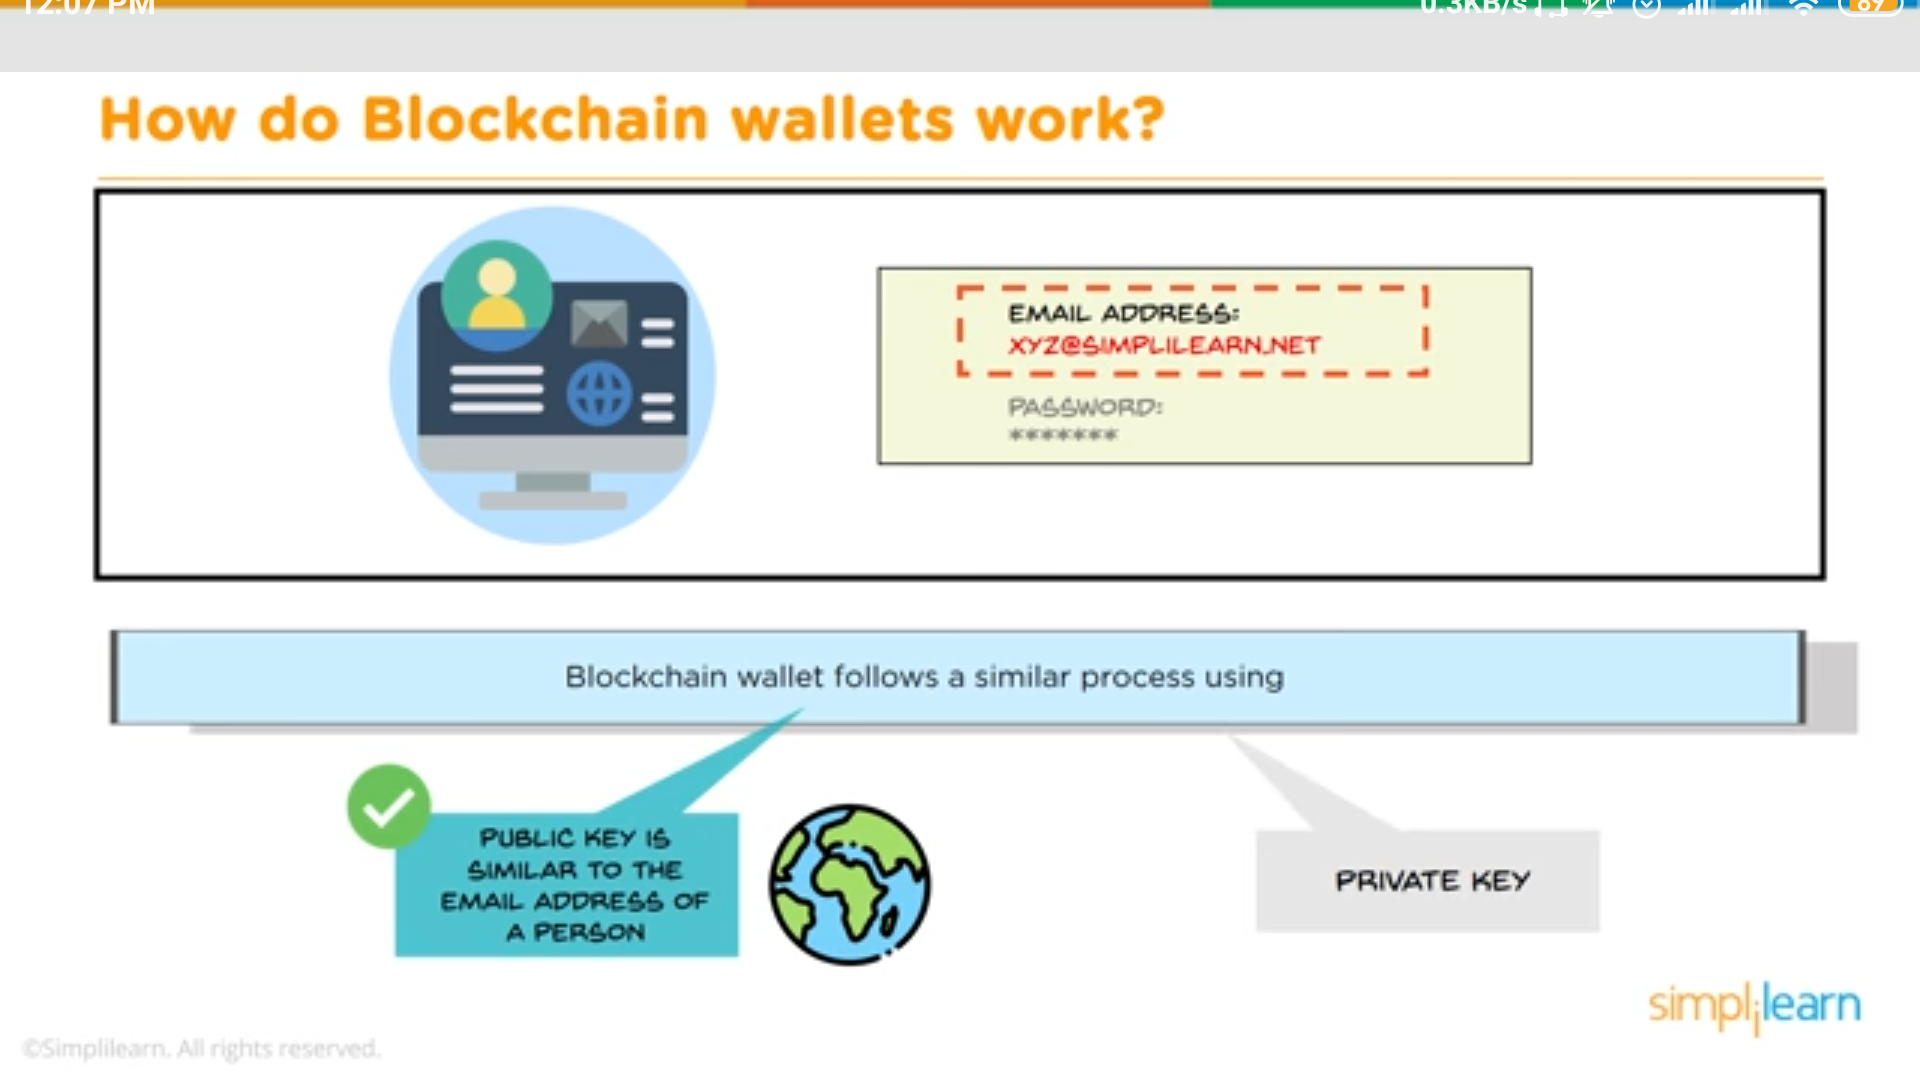 12:07 PM
0.3KB/s
89
How do Blockchain wallets work?
EMAIL ADDRESS:
XYZ@SIMPLILEARN.NET
PASSWORD:
*******
Blockchain wallet follows a similar process using
PUBLIC KEY IS
SIMILAR TO THE
EMAIL ADDRESS OF
A PERSON
PRIVATE KEY
simplilearn
©Simplilearn. All rights reserved.